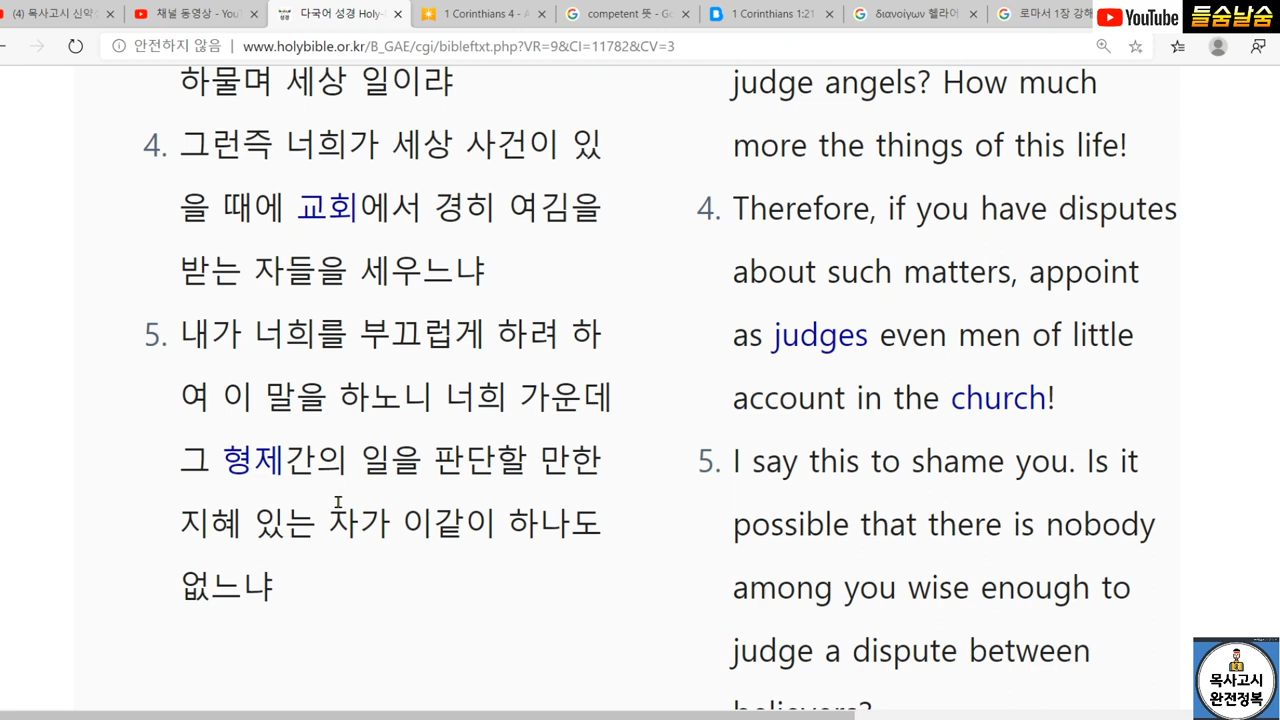 (4) 목사고시 신약
채널 동영상 - You
다국어 성경 Holy-
1 Corinthians 4 - A
competent 뜻 - Go
1 Corinthians 1:21
διανοίγων 헬라어
로마서 1장 강해
YouTube
들숨날숨
안전하지 않음 | www.holybible.or.kr/B_GAE/cgi/bibleftxt.php?VR=9&CI=11782&CV=3
하물며 세상 일이랴
4. 그런즉 너희가 세상 사건이 있
을 때에 교회에서 경히 여김을
받는 자들을 세우느냐
5. 내가 너희를 부끄럽게 하려 하
여 이 말을 하노니 너희 가운데
그 형제간의 일을 판단할 만한
지혜 있는 자가 이같이 하나도
없느냐
judge angels? How much
more the things of this life!
4. Therefore, if you have disputes
about such matters, appoint
as judges even men of little
account in the church!
5. I say this to shame you. Is it
possible that there is nobody
among you wise enough to
judge a dispute between
believers?
목사고시
완전정복